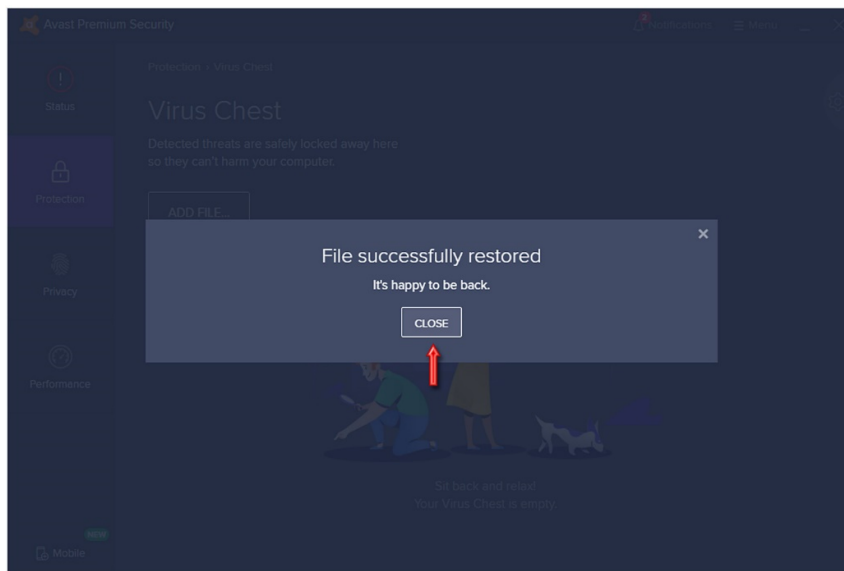 Avast Premium Security
2
Notifications
Menu
Status
Protection › Virus Chest
Virus Chest
Detected threats are safely locked away here
so they can't harm your computer.
Protection
ADD FILE...
File successfully restored
It's happy to be back.
CLOSE
Privacy
Performance
Sit back and relax!
Your Virus Chest is empty.
NEW
Mobile